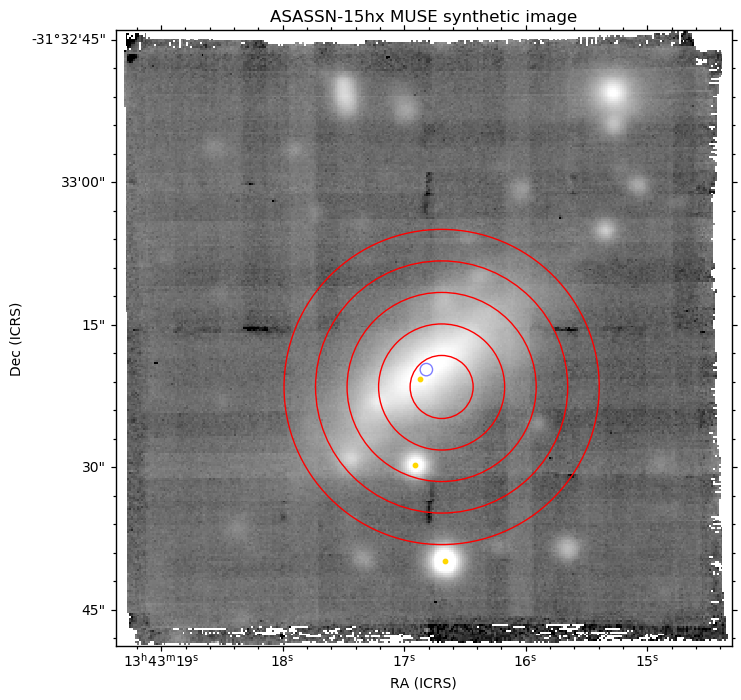 ASASSN-15hx MUSE synthetic image
-31°32'45"
33'00"
15"
30"
45"
Dec (ICRS)
13ʰ43ᵐ19ˢ
18ˢ
17ˢ
16ˢ
15ˢ
RA (ICRS)